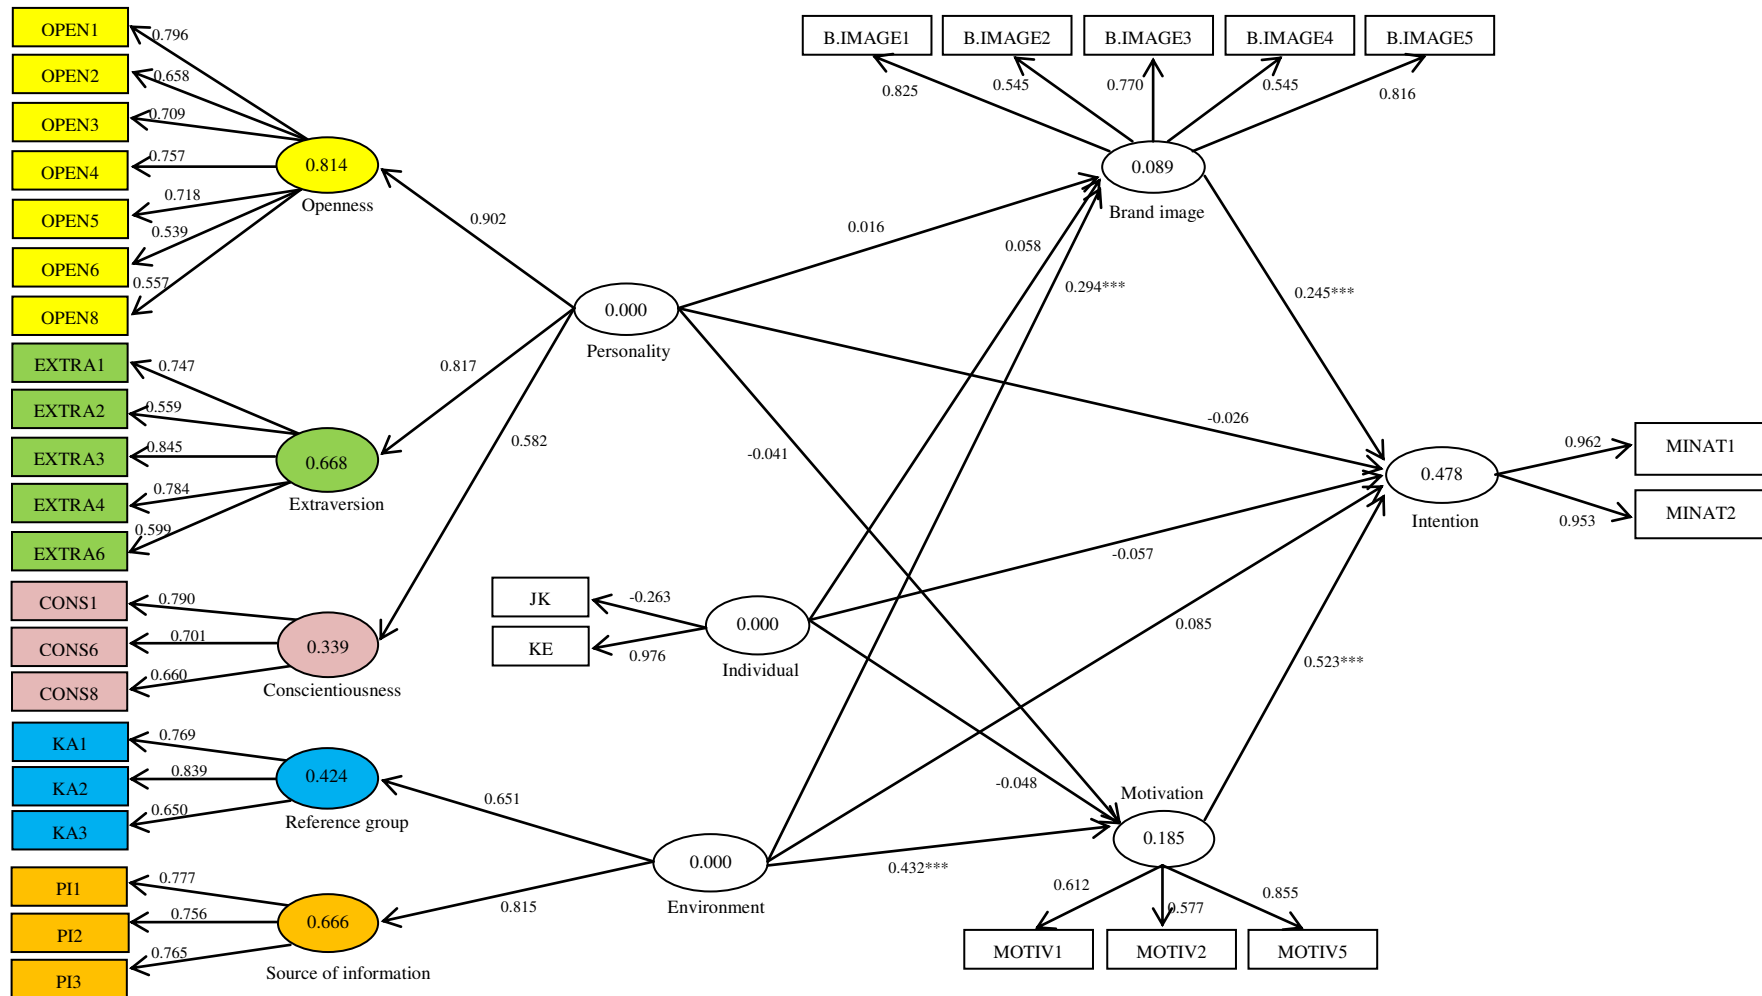 OPEN1
OPEN2
OPEN3
OPEN4
OPEN5
OPEN6
OPEN8
0.796
0.658
0.709
0.757
0.718
0.539
0.557
0.814
Openness
EXTRA1
EXTRA2
EXTRA3
EXTRA4
EXTRA6
0.747
0.559
0.845
0.784
0.599
0.668
Extraversion
CONS1
CONS6
CONS8
0.790
0.701
0.660
0.339
Conscientiousness
KA1
KA2
KA3
0.769
0.839
0.650
0.424
Reference group
PI1
PI2
PI3
0.777
0.756
0.765
0.666
Source of information
0.902
0.817
0.582
0.000
Personality
JK
KE
-0.263
0.976
0.000
Individual
0.651
0.815
0.000
Environment
B.IMAGE1
B.IMAGE2
B.IMAGE3
B.IMAGE4
B.IMAGE5
0.825
0.545
0.770
0.545
0.816
0.089
Brand image
0.016
0.058
0.294***
0.245***
-0.026
-0.041
-0.057
0.085
-0.048
0.432***
0.523***
0.478
Intention
0.962
0.953
MINAT1
MINAT2
Motivation
0.185
0.612
0.577
0.855
MOTIV1
MOTIV2
MOTIV5